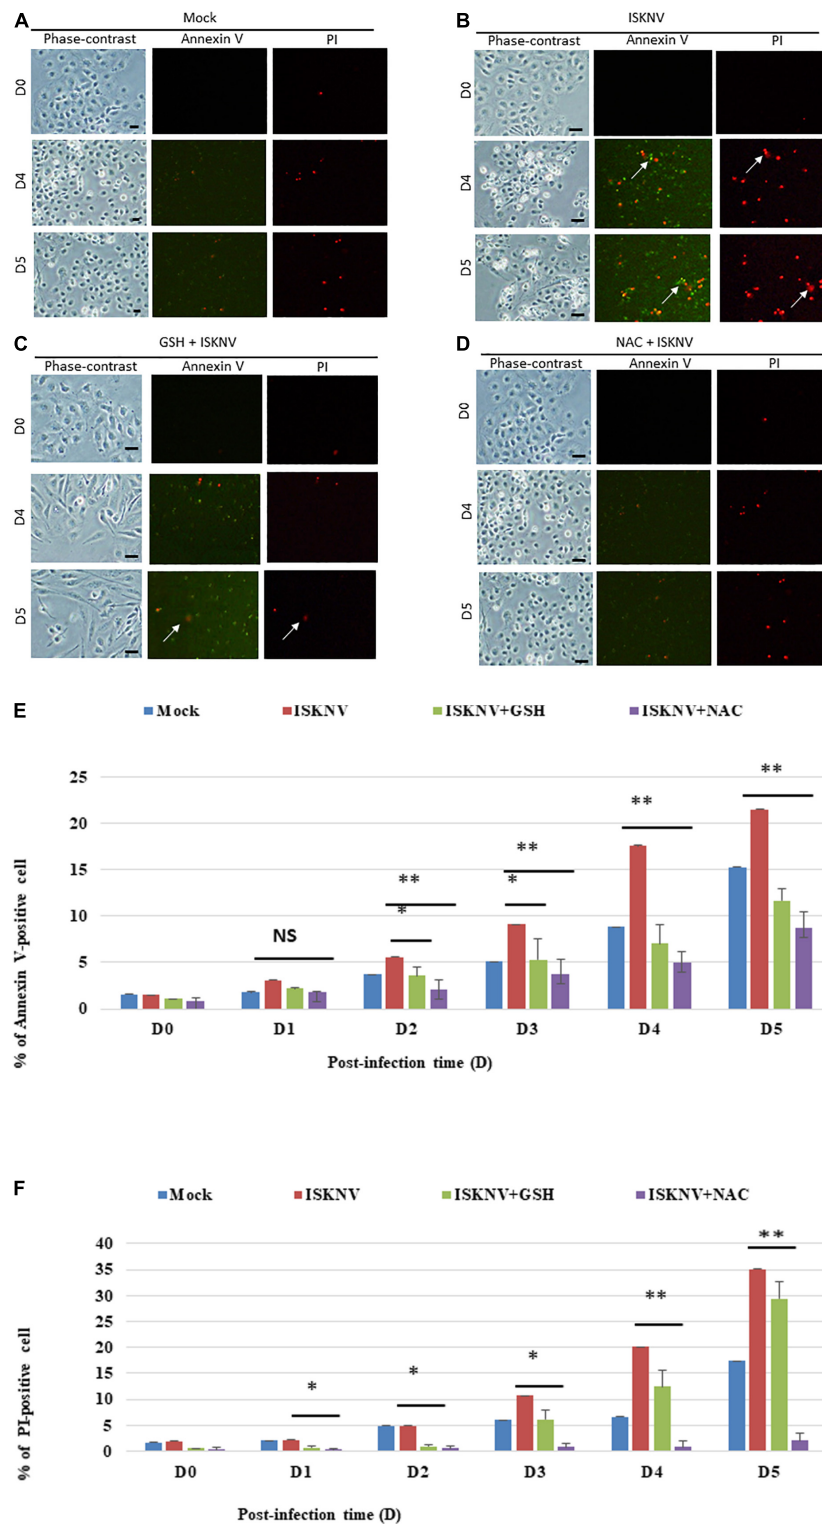 A
Mock
Phase-contrast Annexin V PI
D0
D4
D5
B
ISKNV
Phase-contrast Annexin V PI
D0
D4
D5
C
GSH + ISKNV
Phase-contrast Annexin V PI
D0
D4
D5
D
NAC + ISKNV
Phase-contrast Annexin V PI
D0
D4
D5
E
Mock ISKNV ISKNV+GSH ISKNV+NAC
% of Annexin V-positive cell
25
20
15
10
5
0
NS
*
**
*
**
**
**
D0 D1 D2 D3 D4 D5
Post-infection time (D)
F
Mock ISKNV ISKNV+GSH ISKNV+NAC
% of PI-positive cell
40
35
30
25
20
15
10
5
0
*
*
*
**
**
D0 D1 D2 D3 D4 D5
Post-infection time (D)